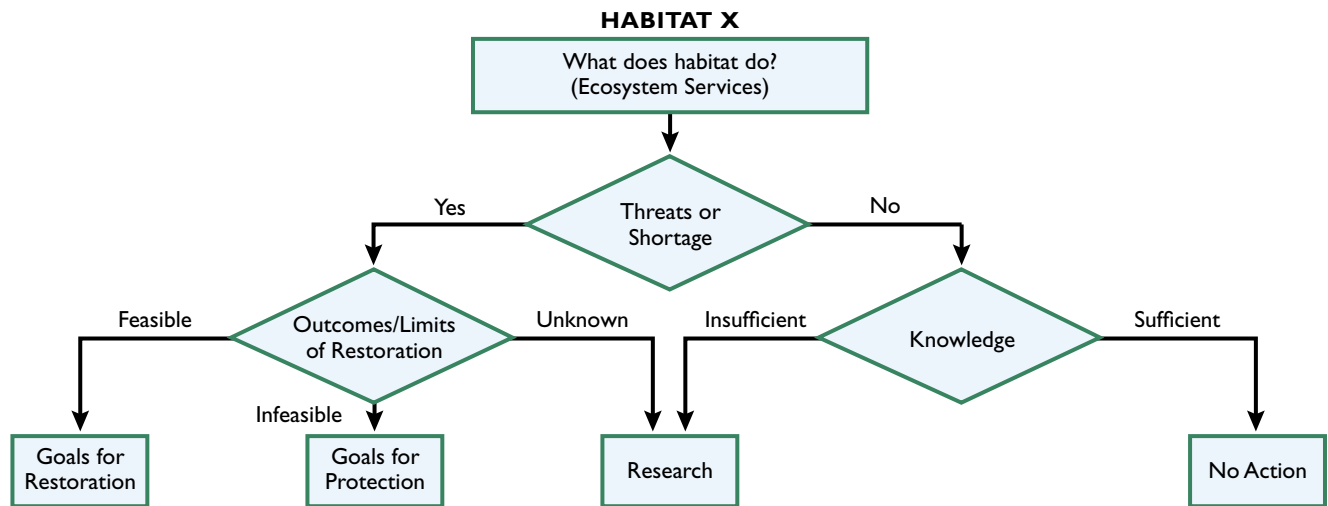 HABITAT X
What does habitat do?
(Ecosystem Services)
Yes
Threats or
Shortage
No
Feasible
Outcomes/Limits
of Restoration
Unknown
Insufficient
Knowledge
Sufficient
Infeasible
Goals for
Restoration
Goals for
Protection
Research
No Action